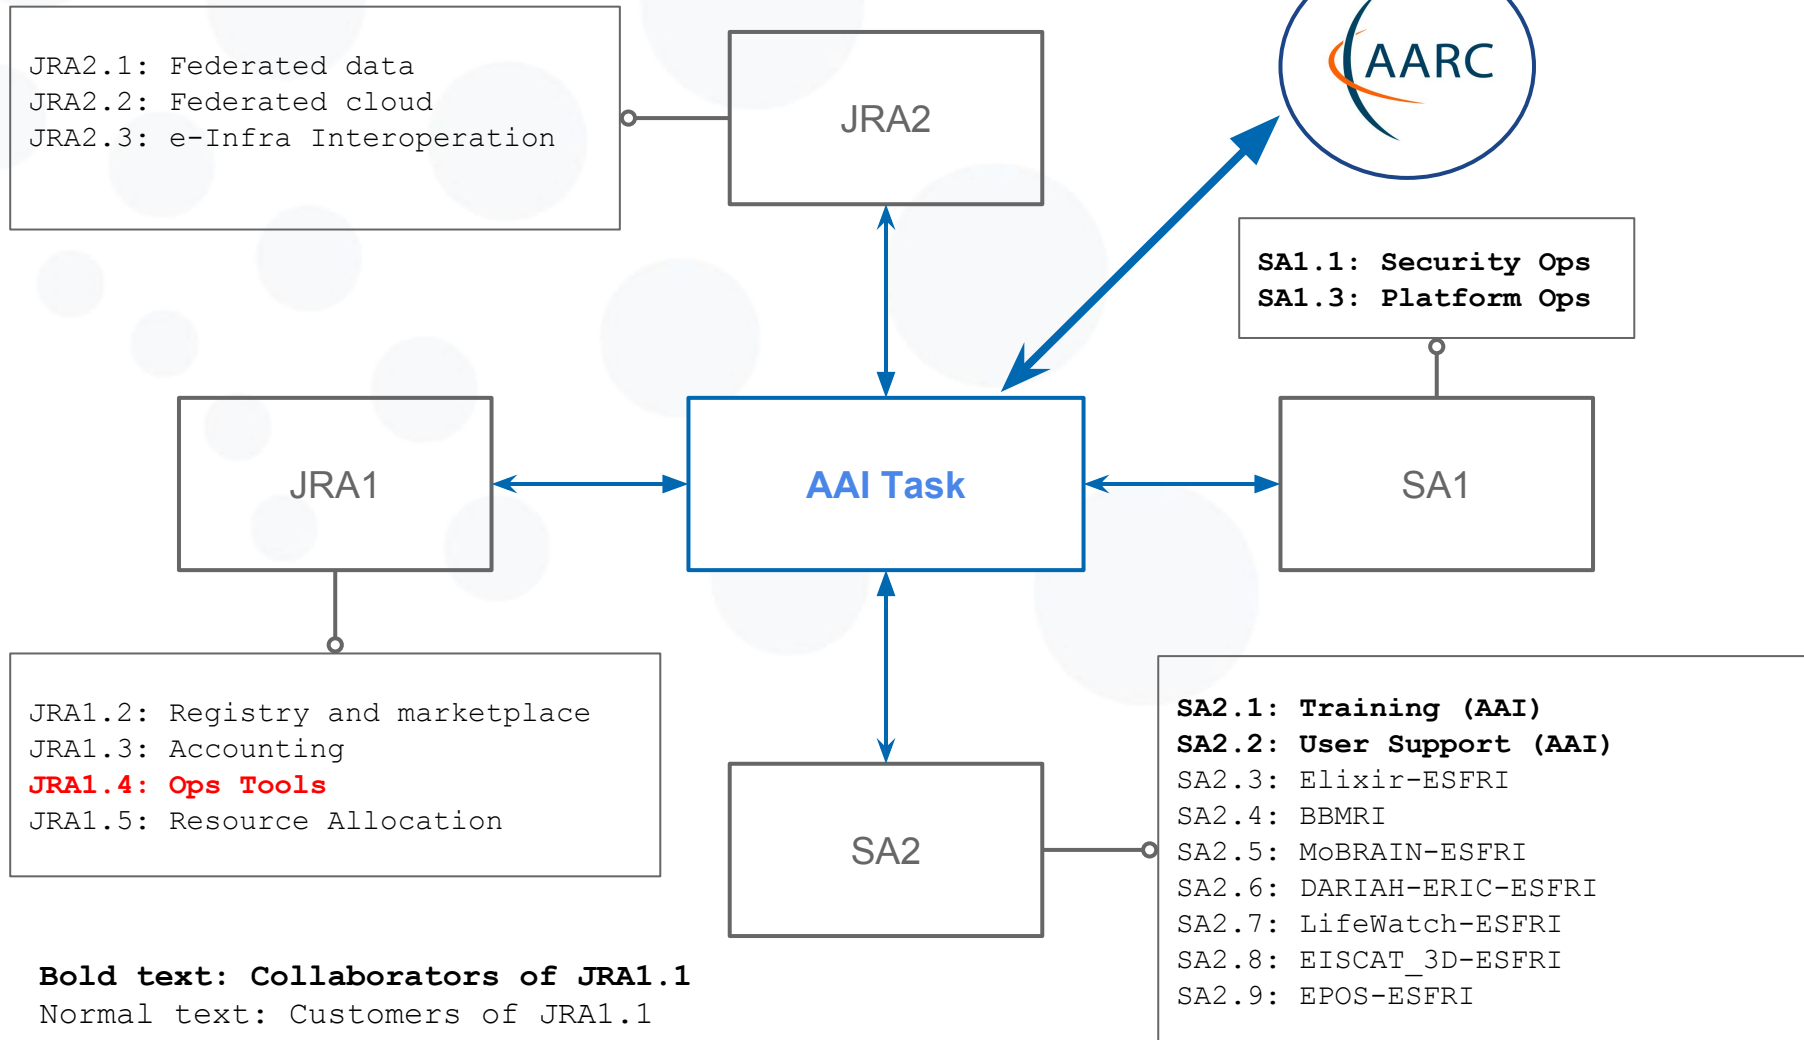 JRA2.1: Federated data
JRA2.2: Federated cloud
JRA2.3: e-Infra Interoperation
JRA2
AARC
SA1.1: Security Ops
SA1.3: Platform Ops
JRA1
AAI Task
SA1
JRA1.2: Registry and marketplace
JRA1.3: Accounting
JRA1.4: Ops Tools
JRA1.5: Resource Allocation
SA2
SA2.1: Training (AAI)
SA2.2: User Support (AAI)
SA2.3: Elixir-ESFRI
SA2.4: BBMRI
SA2.5: MoBRAIN-ESFRI
SA2.6: DARIAH-ERIC-ESFRI
SA2.7: LifeWatch-ESFRI
SA2.8: EISCAT_3D-ESFRI
SA2.9: EPOS-ESFRI
Bold text: Collaborators of JRA1.1
Normal text: Customers of JRA1.1